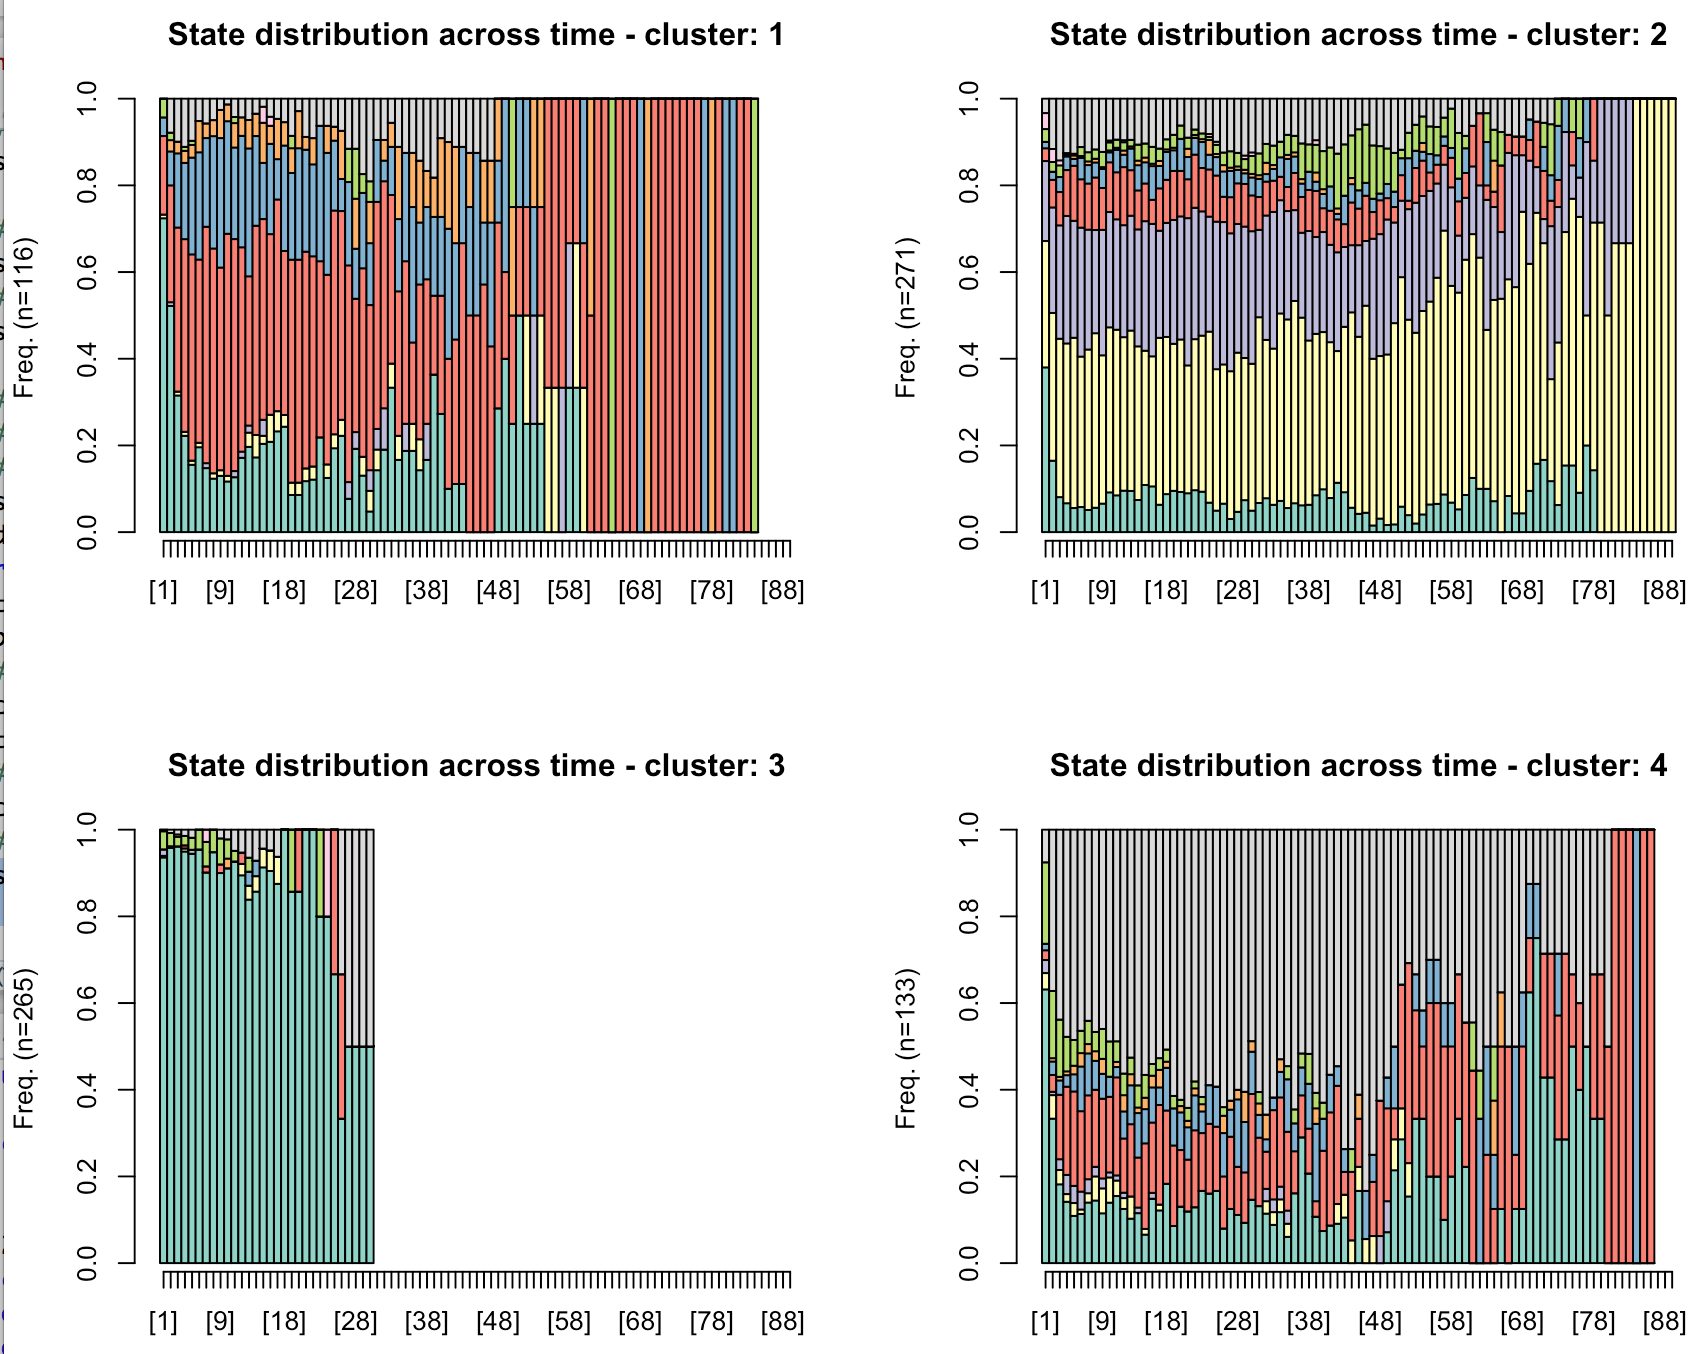 State distribution across time - cluster: 1
Freq. (n=116)
1.0
0.8
0.6
0.4
0.2
0.0
[1] [9] [18] [28] [38] [48] [58] [68] [78] [88]
State distribution across time - cluster: 2
Freq. (n=271)
1.0
0.8
0.6
0.4
0.2
0.0
[1] [9] [18] [28] [38] [48] [58] [68] [78] [88]
State distribution across time - cluster: 3
Freq. (n=265)
1.0
0.8
0.6
0.4
0.2
0.0
[1] [9] [18] [28] [38] [48] [58] [68] [78] [88]
State distribution across time - cluster: 4
Freq. (n=133)
1.0
0.8
0.6
0.4
0.2
0.0
[1] [9] [18] [28] [38] [48] [58] [68] [78] [88]